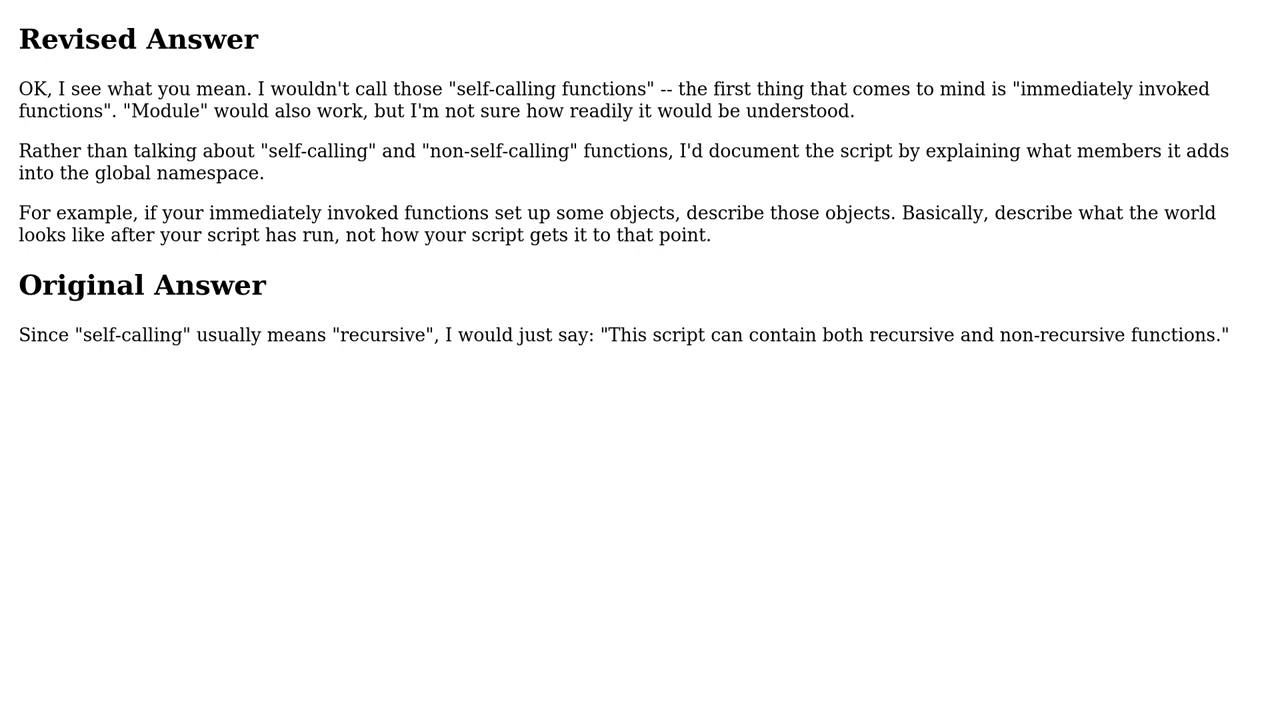 Revised Answer
OK, I see what you mean. I wouldn't call those "self-calling functions" -- the first thing that comes to mind is "immediately invoked
functions". "Module" would also work, but I'm not sure how readily it would be understood.
Rather than talking about "self-calling" and "non-self-calling" functions, I'd document the script by explaining what members it adds
into the global namespace.
For example, if your immediately invoked functions set up some objects, describe those objects. Basically, describe what the world
looks like after your script has run, not how your script gets it to that point.
Original Answer
Since "self-calling" usually means "recursive", I would just say: "This script can contain both recursive and non-recursive functions."